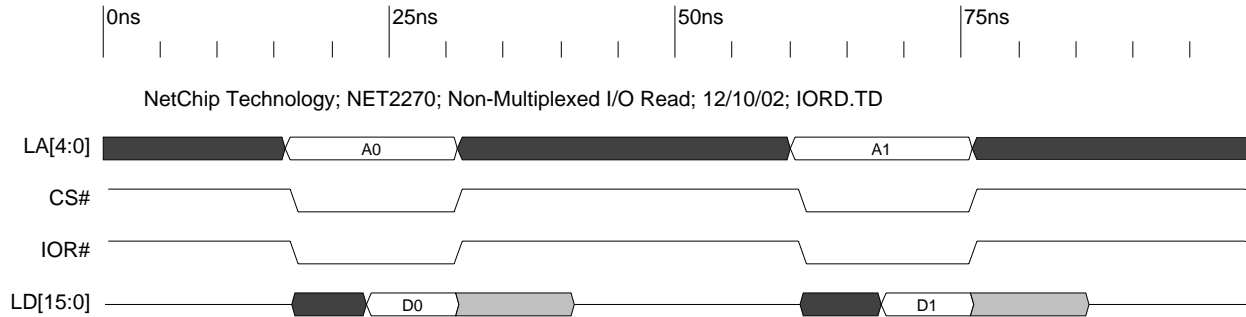 0ns 25ns 50ns 75ns
NetChip Technology; NET2270; Non-Multiplexed I/O Read; 12/10/02; IORD.TD
LA[4:0] A0 A1
CS#
IOR#
LD[15:0] D0 D1